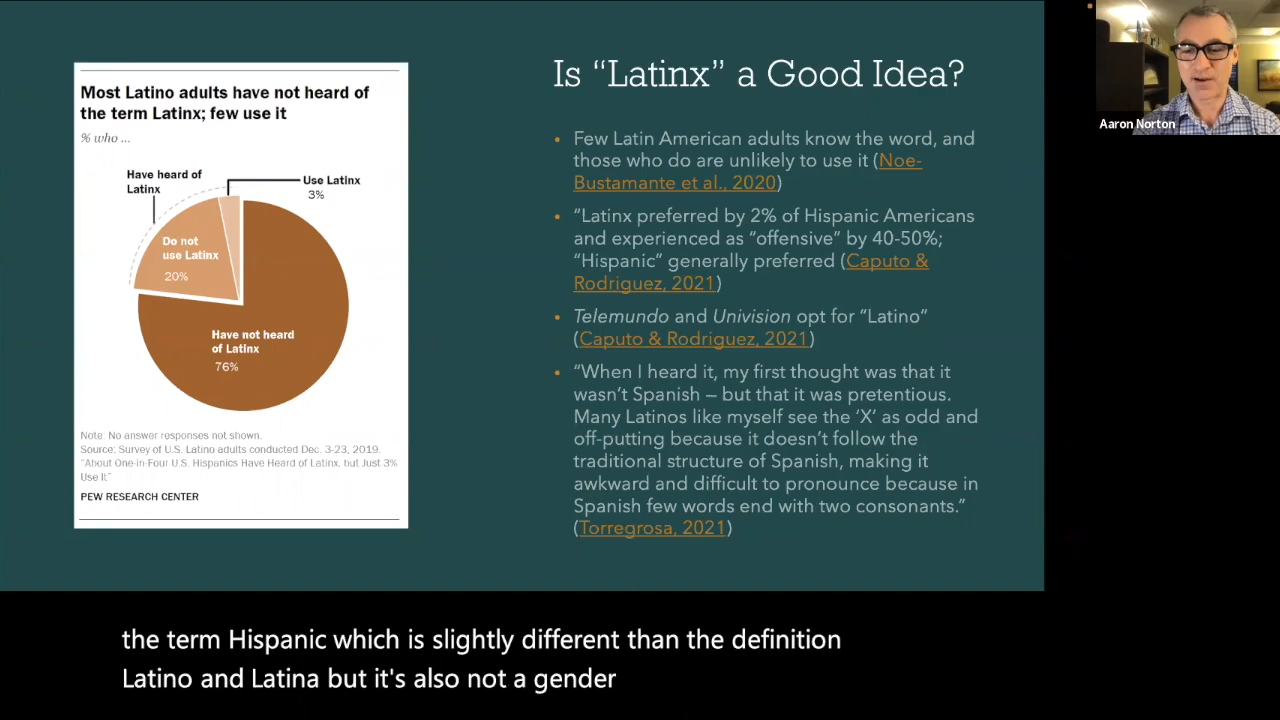 Most Latino adults have not heard of
the term Latinx; few use it
% who ...
Have heard of
Latinx
Use Latinx
3%
Do not
use Latinx
20%
Have not heard
of Latinx
76%
Note: No answer responses not shown.
Source: Survey of U.S. Latino adults conducted Dec. 3-23, 2019.
"About One-in-Four U.S. Hispanics Have Heard of Latinx, but Just 3%
Use It"
PEW RESEARCH CENTER
Is “Latinx” a Good Idea?
• Few Latin American adults know the word, and
those who do are unlikely to use it (Noe-
Bustamante et al., 2020)
• “Latinx preferred by 2% of Hispanic Americans
and experienced as “offensive” by 40-50%;
“Hispanic” generally preferred (Caputo &
Rodriguez, 2021)
• Telemundo and Univision opt for “Latino”
(Caputo & Rodriguez, 2021)
• “When I heard it, my first thought was that it
wasn’t Spanish – but that it was pretentious.
Many Latinos like myself see the ‘X’ as odd and
off-putting because it doesn’t follow the
traditional structure of Spanish, making it
awkward and difficult to pronounce because in
Spanish few words end with two consonants.”
(Torregrosa, 2021)
Aaron Norton
the term Hispanic which is slightly different than the definition
Latino and Latina but it's also not a gender